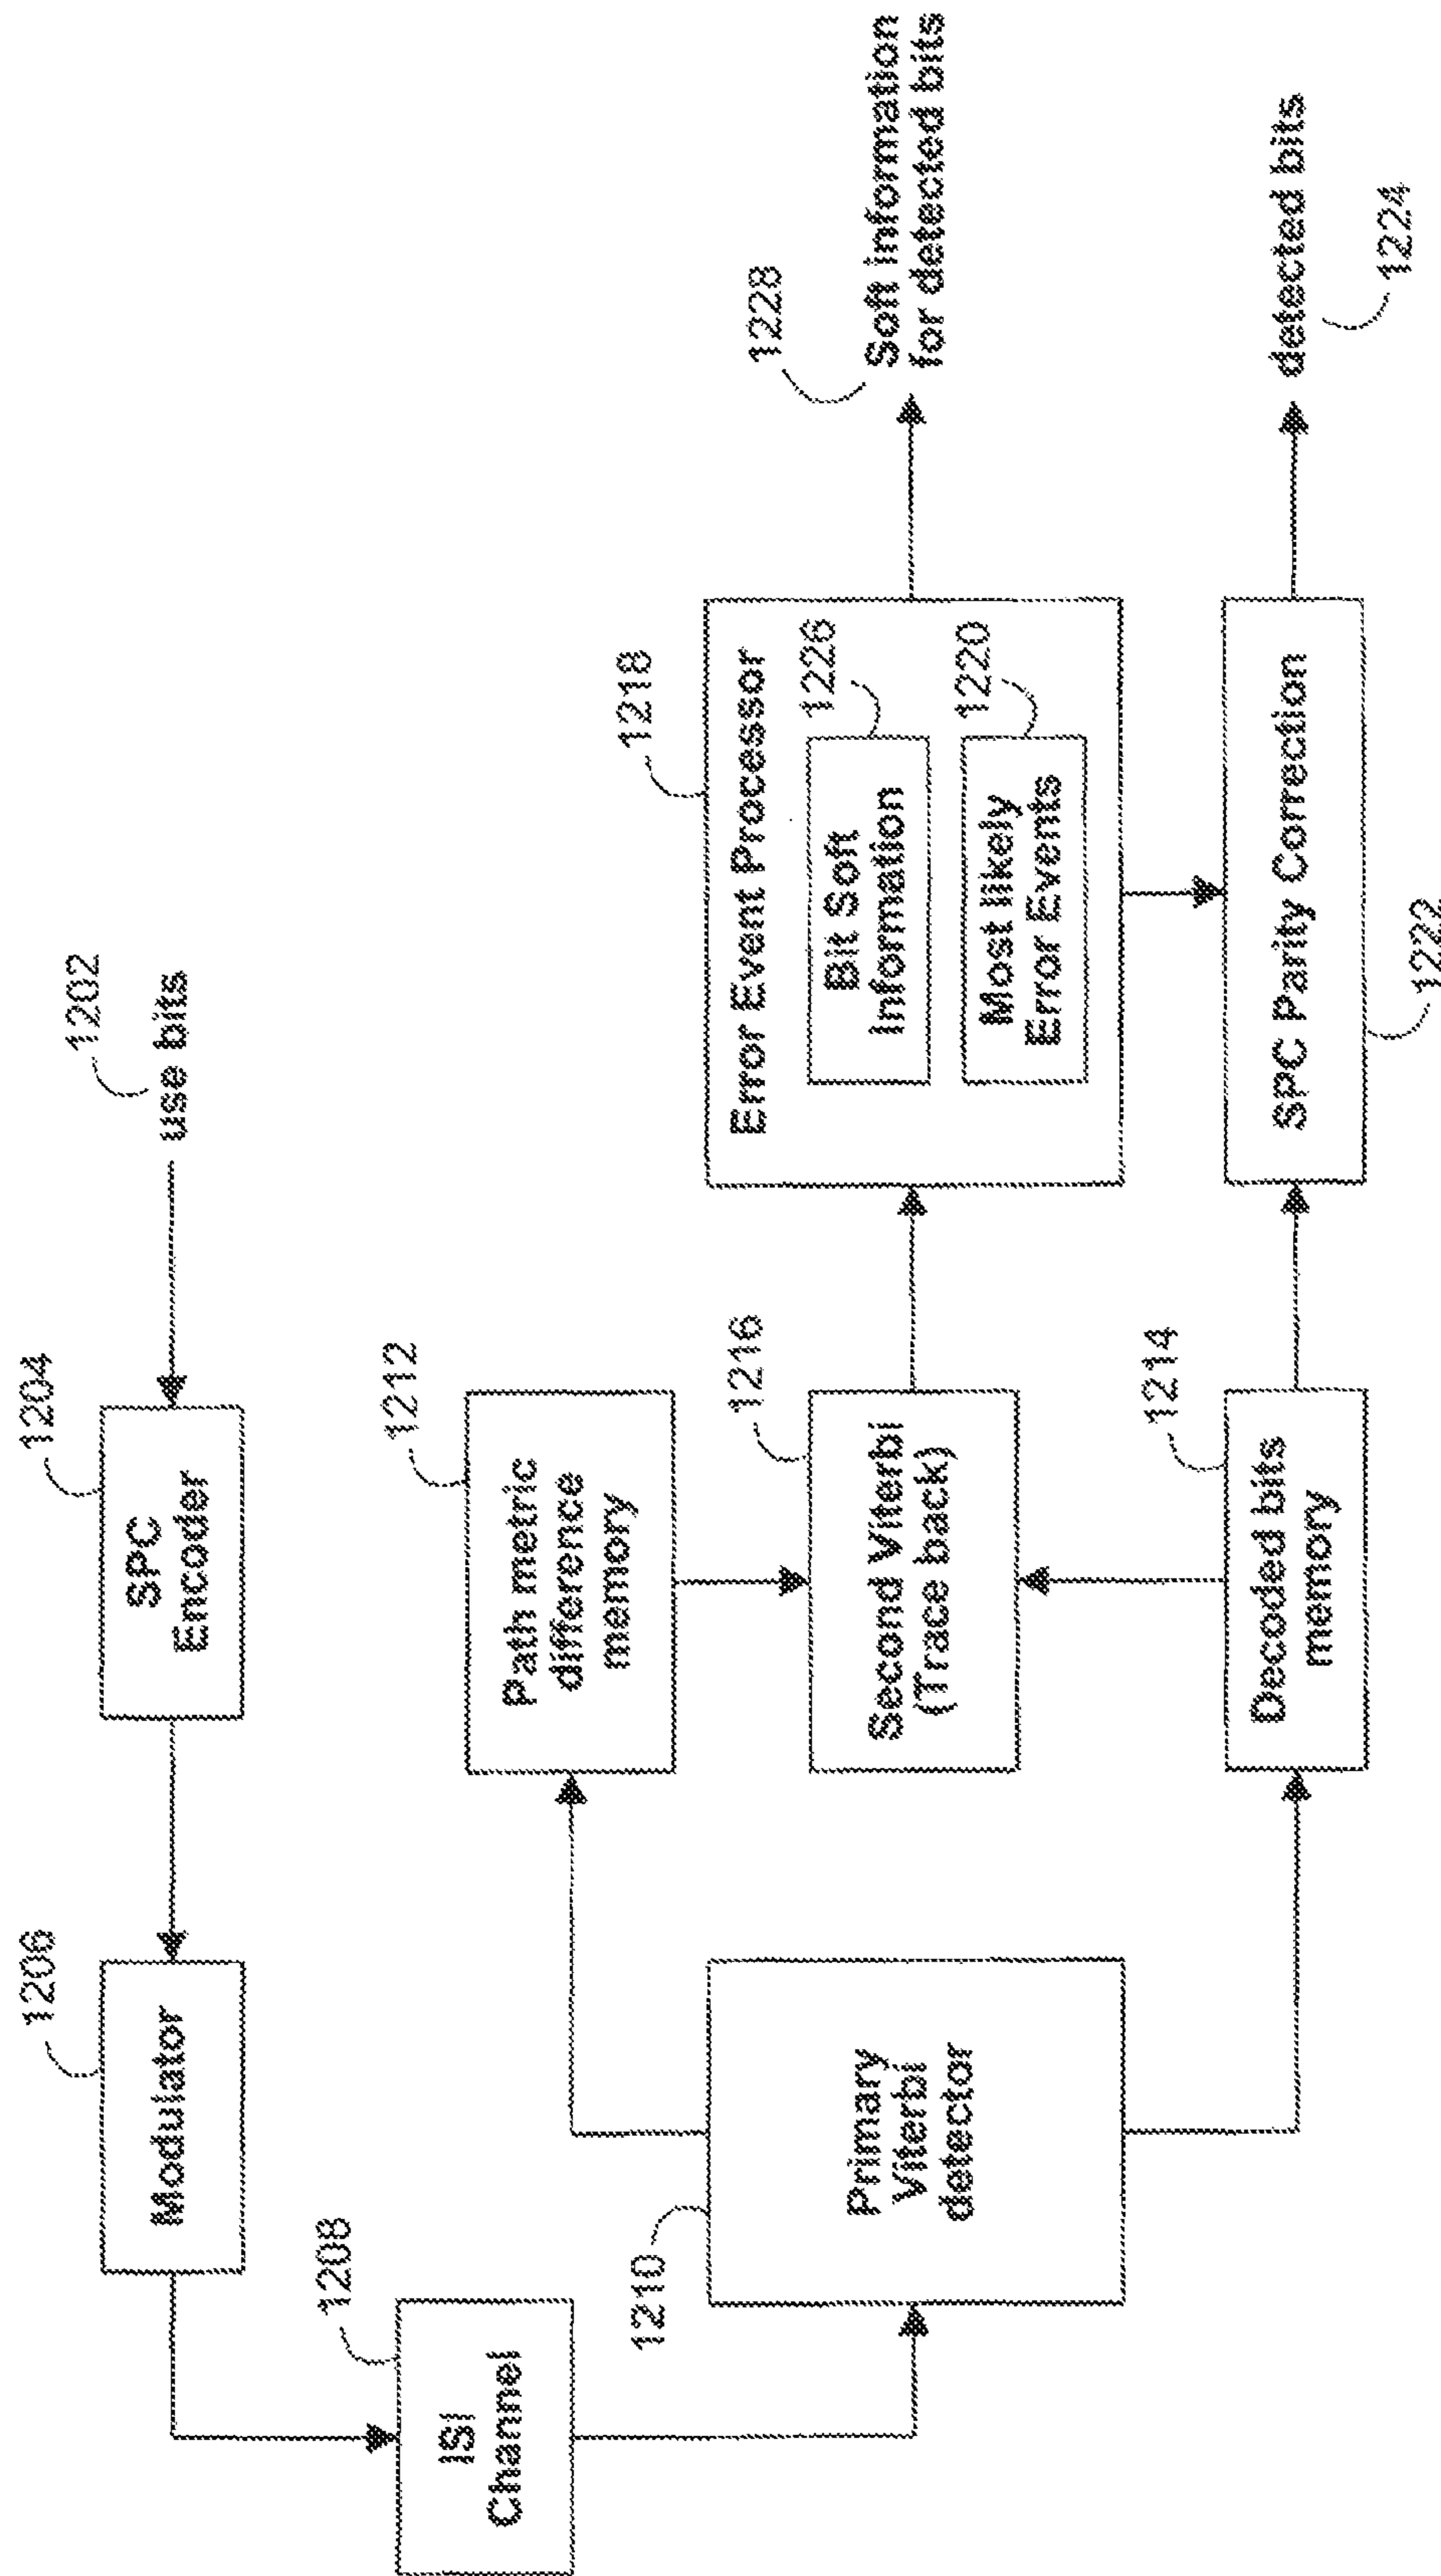 1202
use bits
1204
SPC
Encoder
1206
Modulator
1208
ISI
Channel
1210
Primary
Viterbi
detector
1212
Path metric
difference
memory
1216
Second Viterbi
(Trace back)
1214
Decoded bits
memory
1218
Error Event Processor
1226
Bit Soft
Information
1220
Most likely
Error Events
SPC Parity Correction
1222
1228
Soft information
for detected bits
detected bits
1224